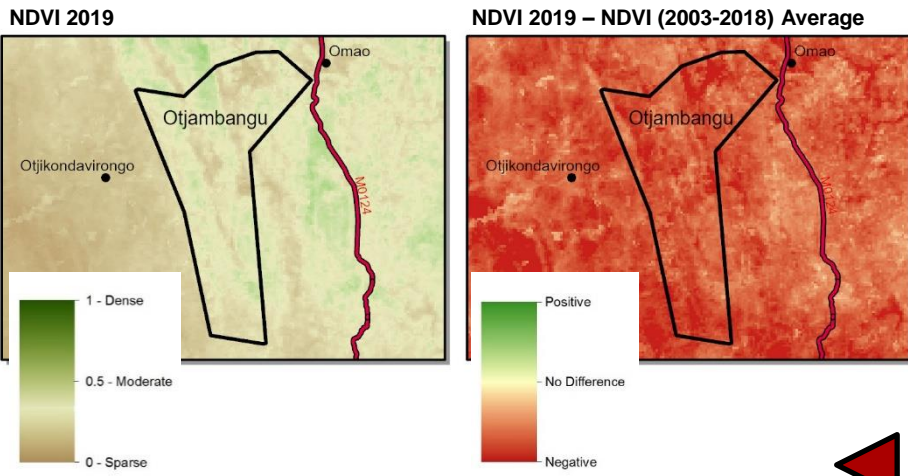 NDVI 2019
Omao
Otjambangu
Otjikondavirongo
M0124
1 - Dense
0.5 - Moderate
0 - Sparse
NDVI 2019 – NDVI (2003-2018) Average
Omao
Otjambangu
Otjikondavirongo
M0124
Positive
No Difference
Negative